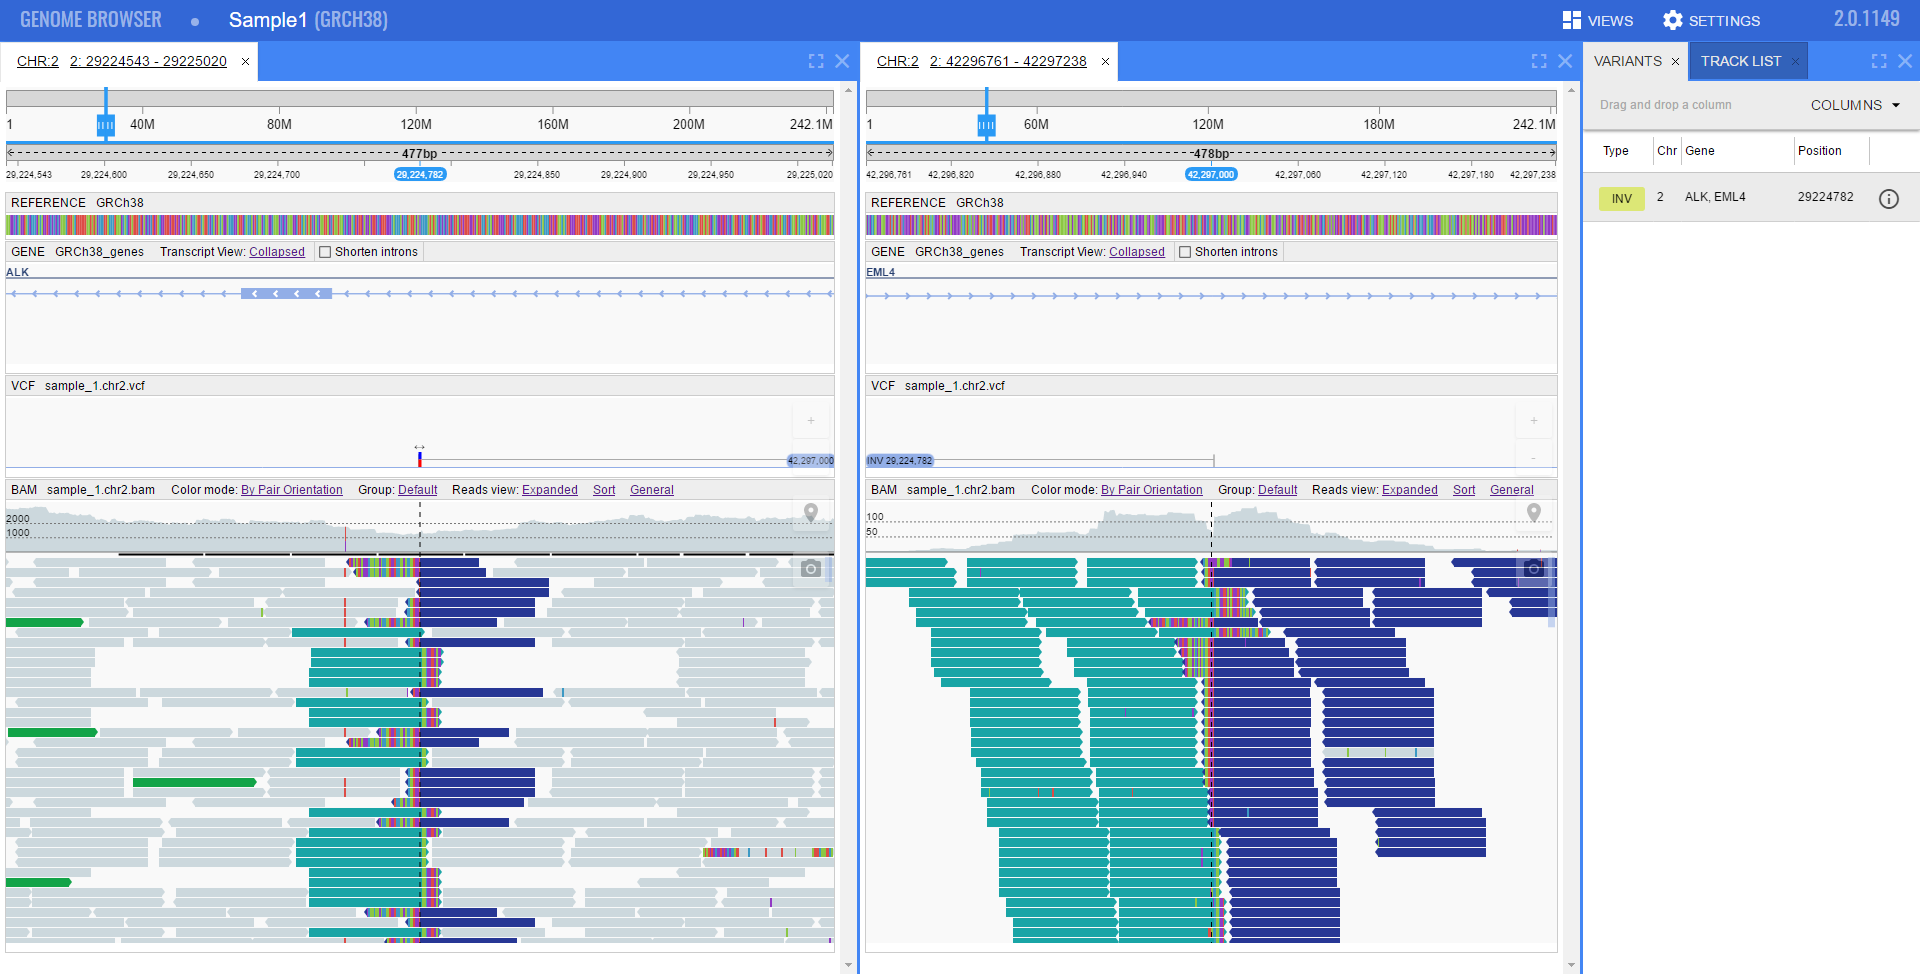 GENOME BROWSER • Sample1 (GRCH38) VIEWS SETTINGS 2.0.1149
CHR:2 2: 29224543 - 29225020 ×
1 40M 80M 120M 160M 200M 242.1M
477bp
29,224,543 29,224,600 29,224,650 29,224,700 29,224,782 29,224,850 29,224,900 29,224,950 29,225,020
REFERENCE GRCh38
GENE GRCh38_genes Transcript View: Collapsed Shorten introns
ALK
VCF sample_1.chr2.vcf
+
42,297,000
BAM sample_1.chr2.bam Color mode: By Pair Orientation Group: Default Reads view: Expanded Sort General
2000
1000
CHR:2 2: 42296761 - 42297238 ×
1 60M 120M 180M 242.1M
478bp
42,296,761 42,296,820 42,296,880 42,296,940 42,297,000 42,297,060 42,297,120 42,297,180 42,297,238
REFERENCE GRCh38
GENE GRCh38_genes Transcript View: Collapsed Shorten introns
EML4
VCF sample_1.chr2.vcf
+
-
INV 29,224,782
BAM sample_1.chr2.bam Color mode: By Pair Orientation Group: Default Reads view: Expanded Sort General
100
50
VARIANTS × TRACK LIST ×
Drag and drop a column COLUMNS
Type Chr Gene Position
INV 2 ALK, EML4 29224782